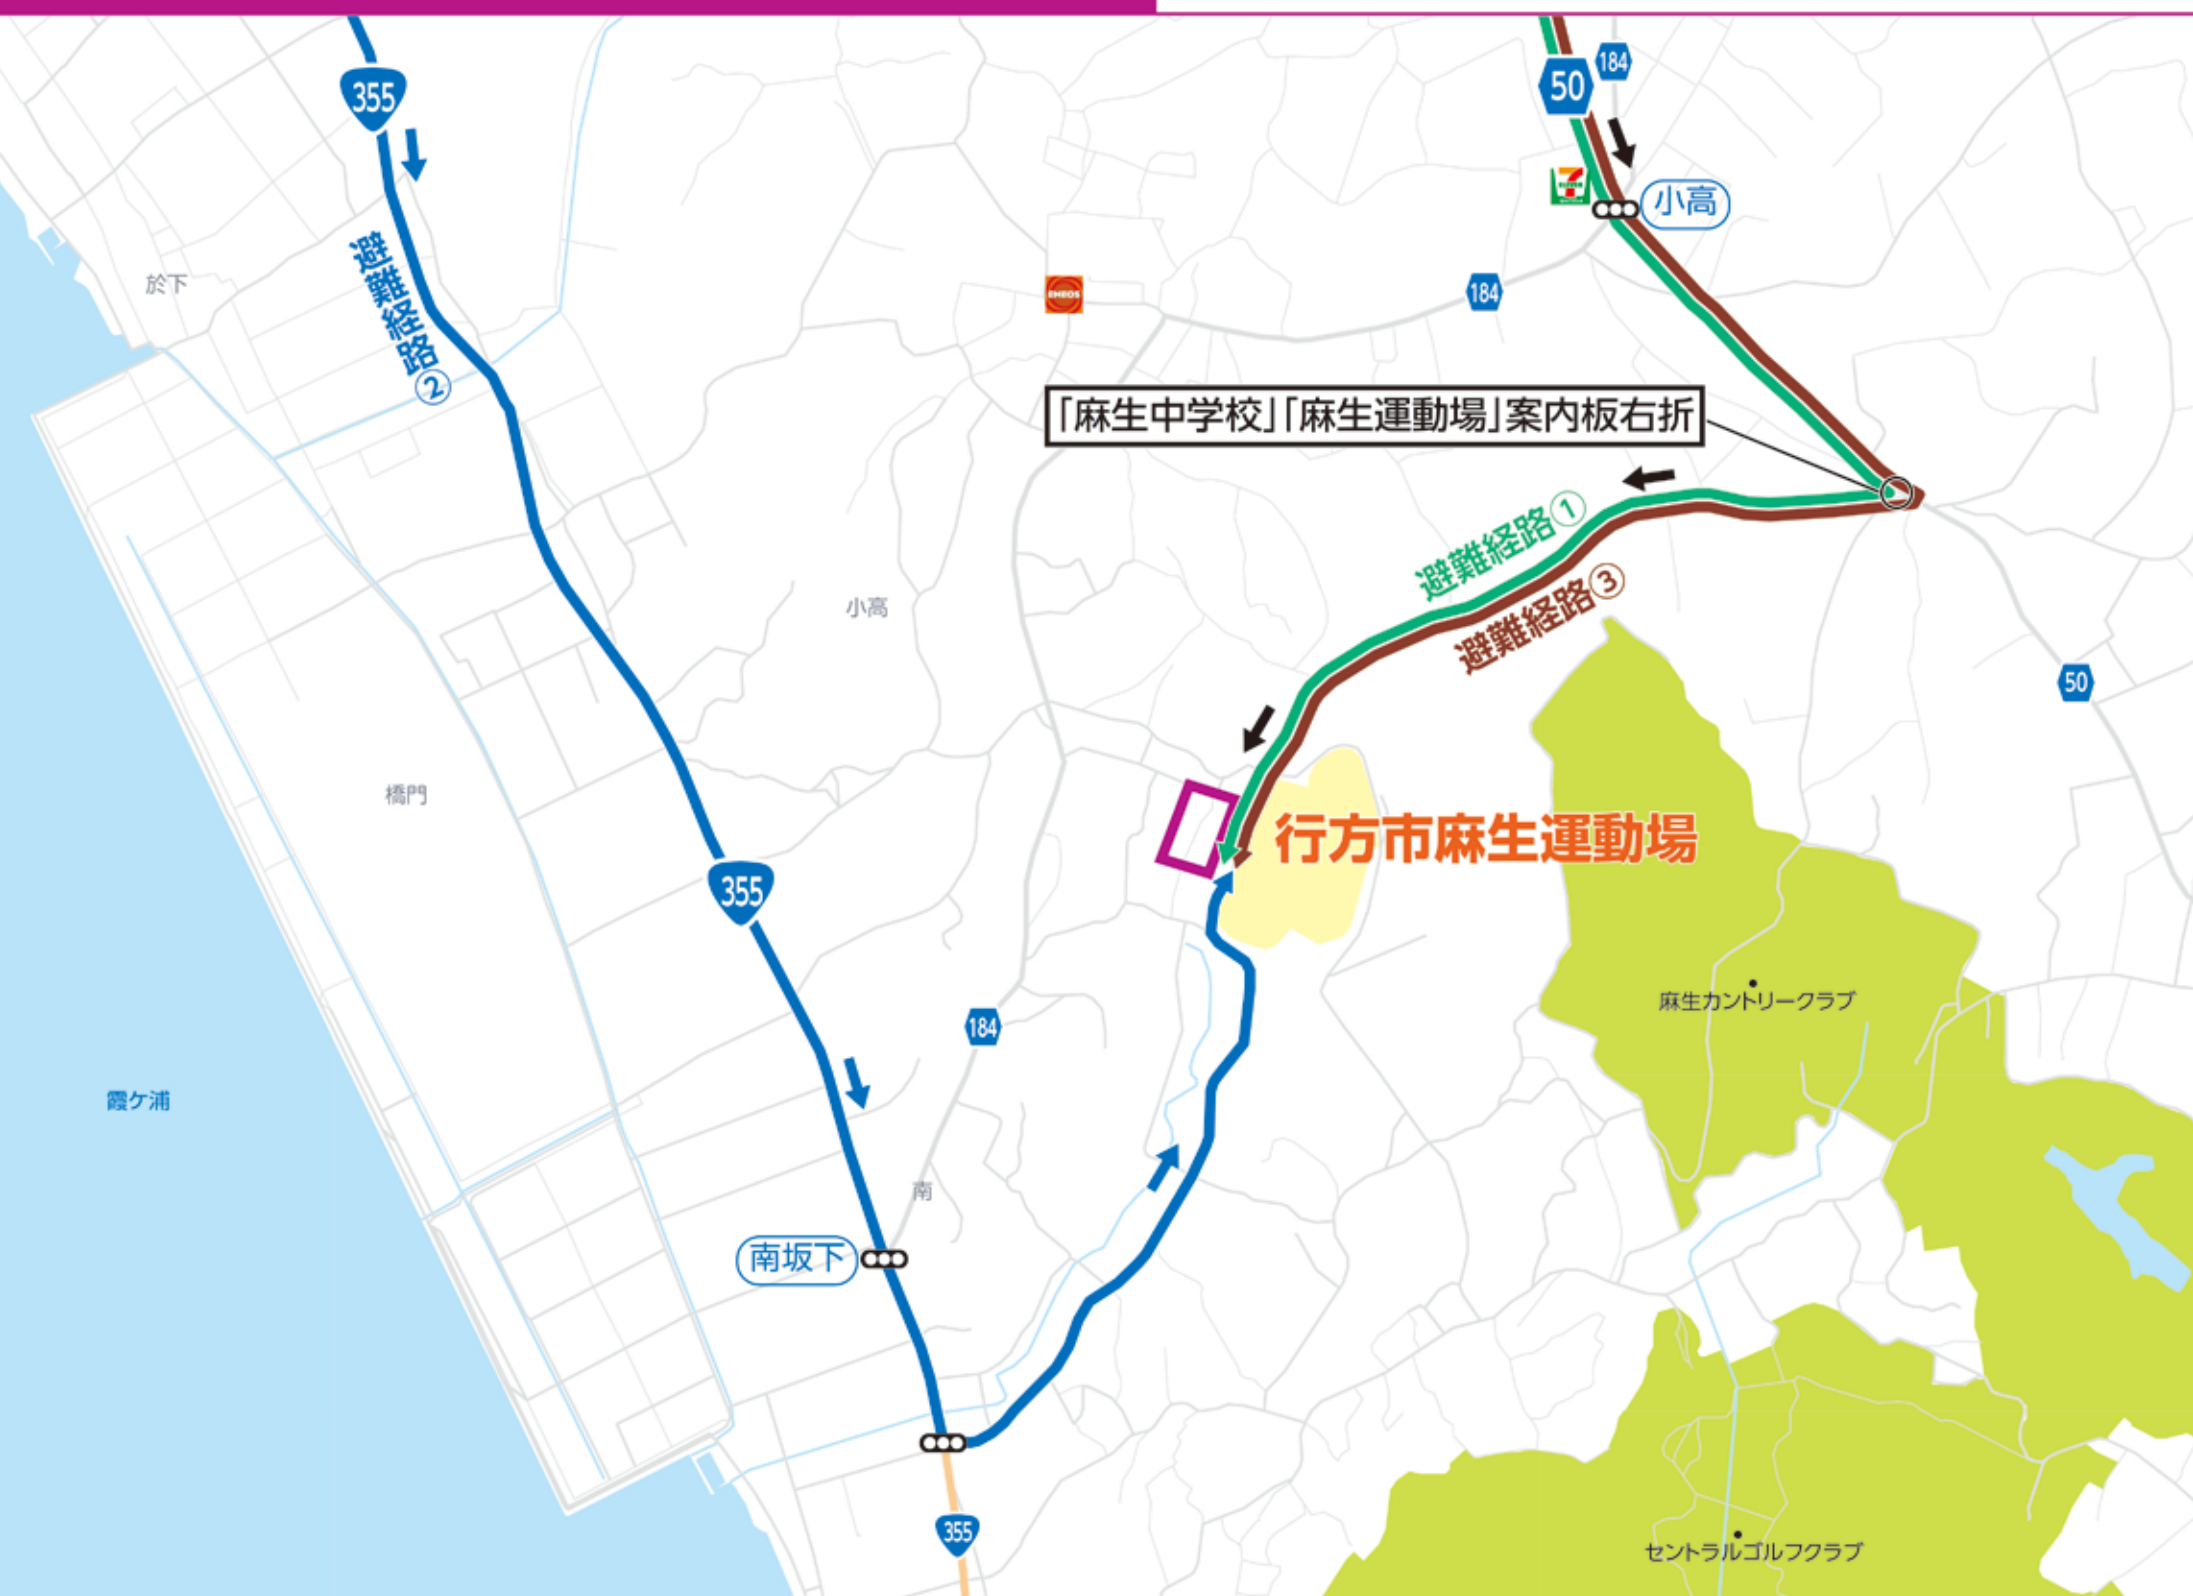 355
50
184
小高
ELEVEN
於下
避難経路②
ENEOS
184
「麻生中学校」「麻生運動場」案内板右折
避難経路①
避難経路③
小高
50
橋門
行方市麻生運動場
355
麻生カントリークラブ
184
霞ケ浦
南
南坂下
355
セントラルゴルフクラブ